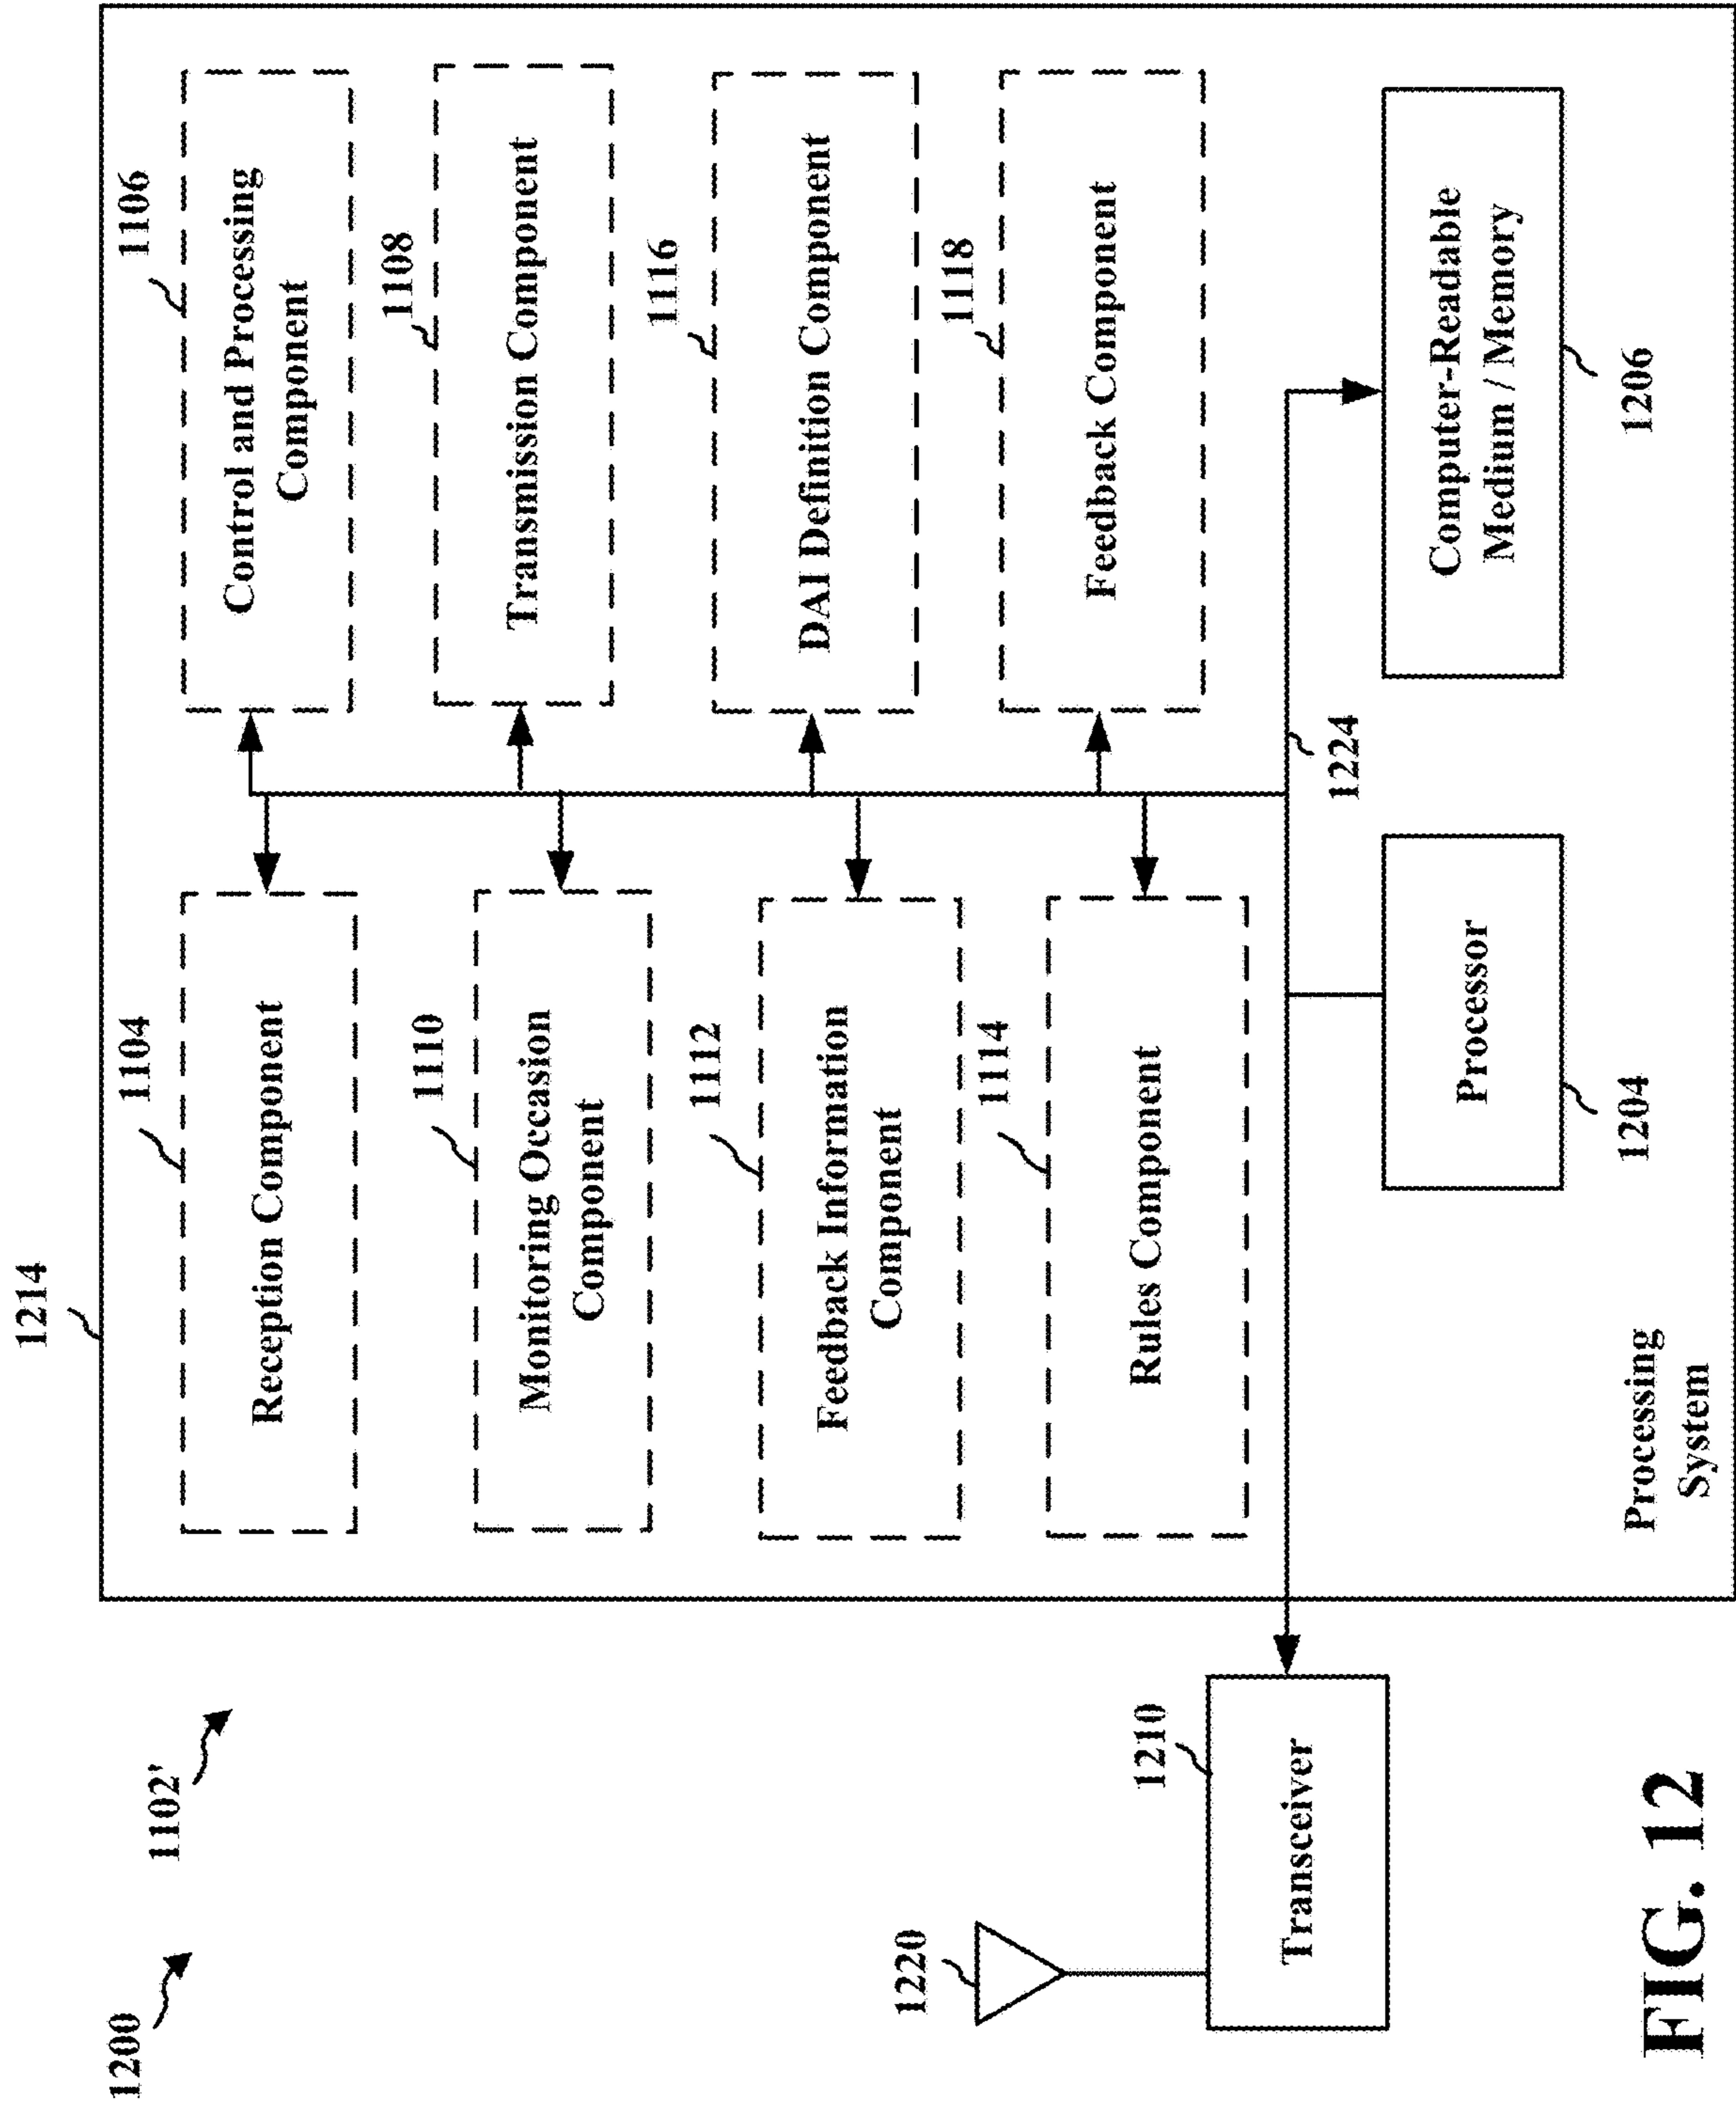 1200
1102'
1214
1104
Reception Component
1106
Control and Processing
Component
1110
Monitoring Occasion
Component
1108
Transmission Component
1112
Feedback Information
Component
1116
DAI Definition Component
1114
Rules Component
1118
Feedback Component
1220
1210
Transceiver
1224
Processor
1204
Computer-Readable
Medium / Memory
1206
Processing
System
FIG. 12